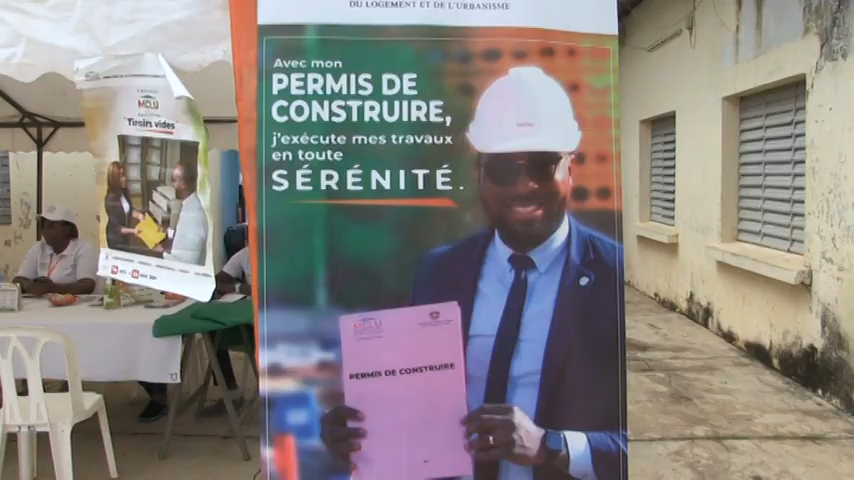 DU LOGEMENT ET DE L'URBANISME
Avec mon
PERMIS DE
CONSTRUIRE,
j'exécute mes travaux
en toute
SÉRÉNITÉ.
MCLU
PERMIS DE CONSTRUIRE
MCLU
Tiroirs vides